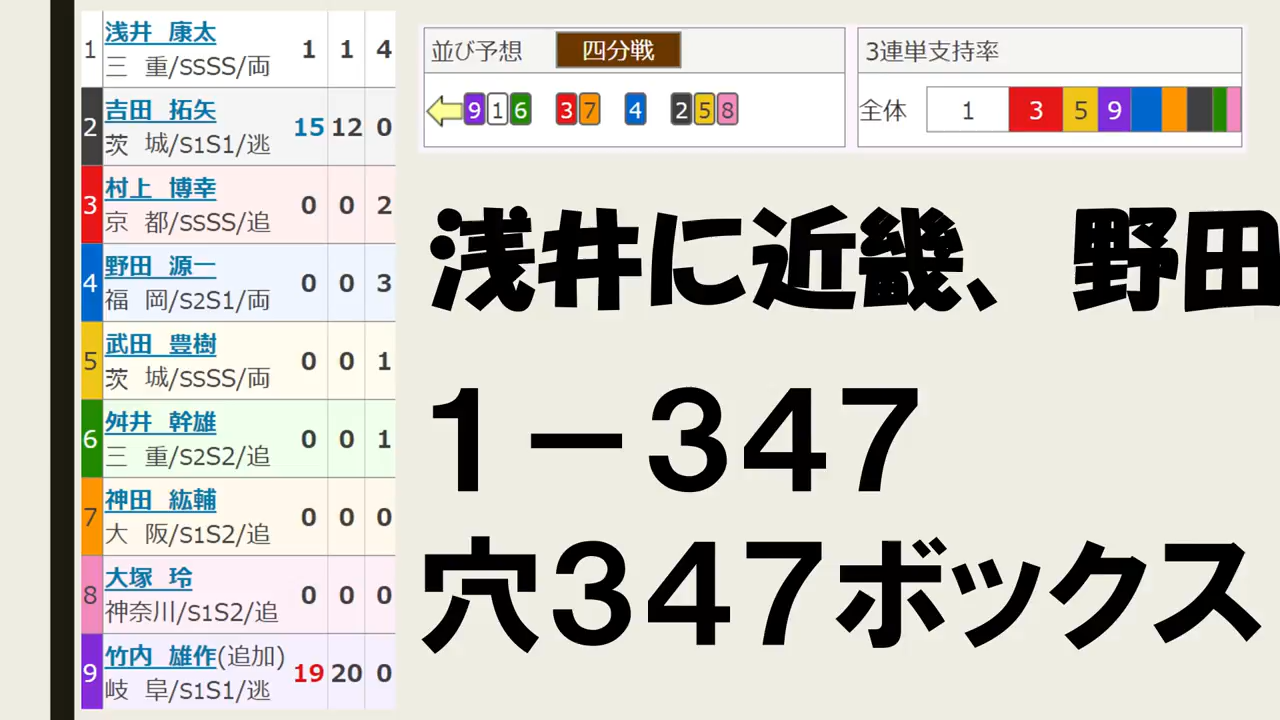 1 浅井 康太 1 1 4
三 重/SSSS/両
2 吉田 拓矢 15 12 0
茨 城/S1S1/逃
3 村上 博幸 0 0 2
京 都/SSSS/追
4 野田 源一 0 0 3
福 岡/S2S1/両
5 武田 豊樹 0 0 1
茨 城/SSSS/両
6 舛井 幹雄 0 0 1
三 重/S2S2/追
7 神田 紘輔 0 0 0
大 阪/S1S2/追
8 大塚 玲 0 0 0
神奈川/S1S2/追
9 竹内 雄作(追加) 19 20 0
岐 阜/S1S1/逃
並び予想 四分戦
9 1 6 3 7 4 2 5 8
3連単支持率
全体 1 3 5 9
浅井に近畿、野田
1－347
穴347ボックス